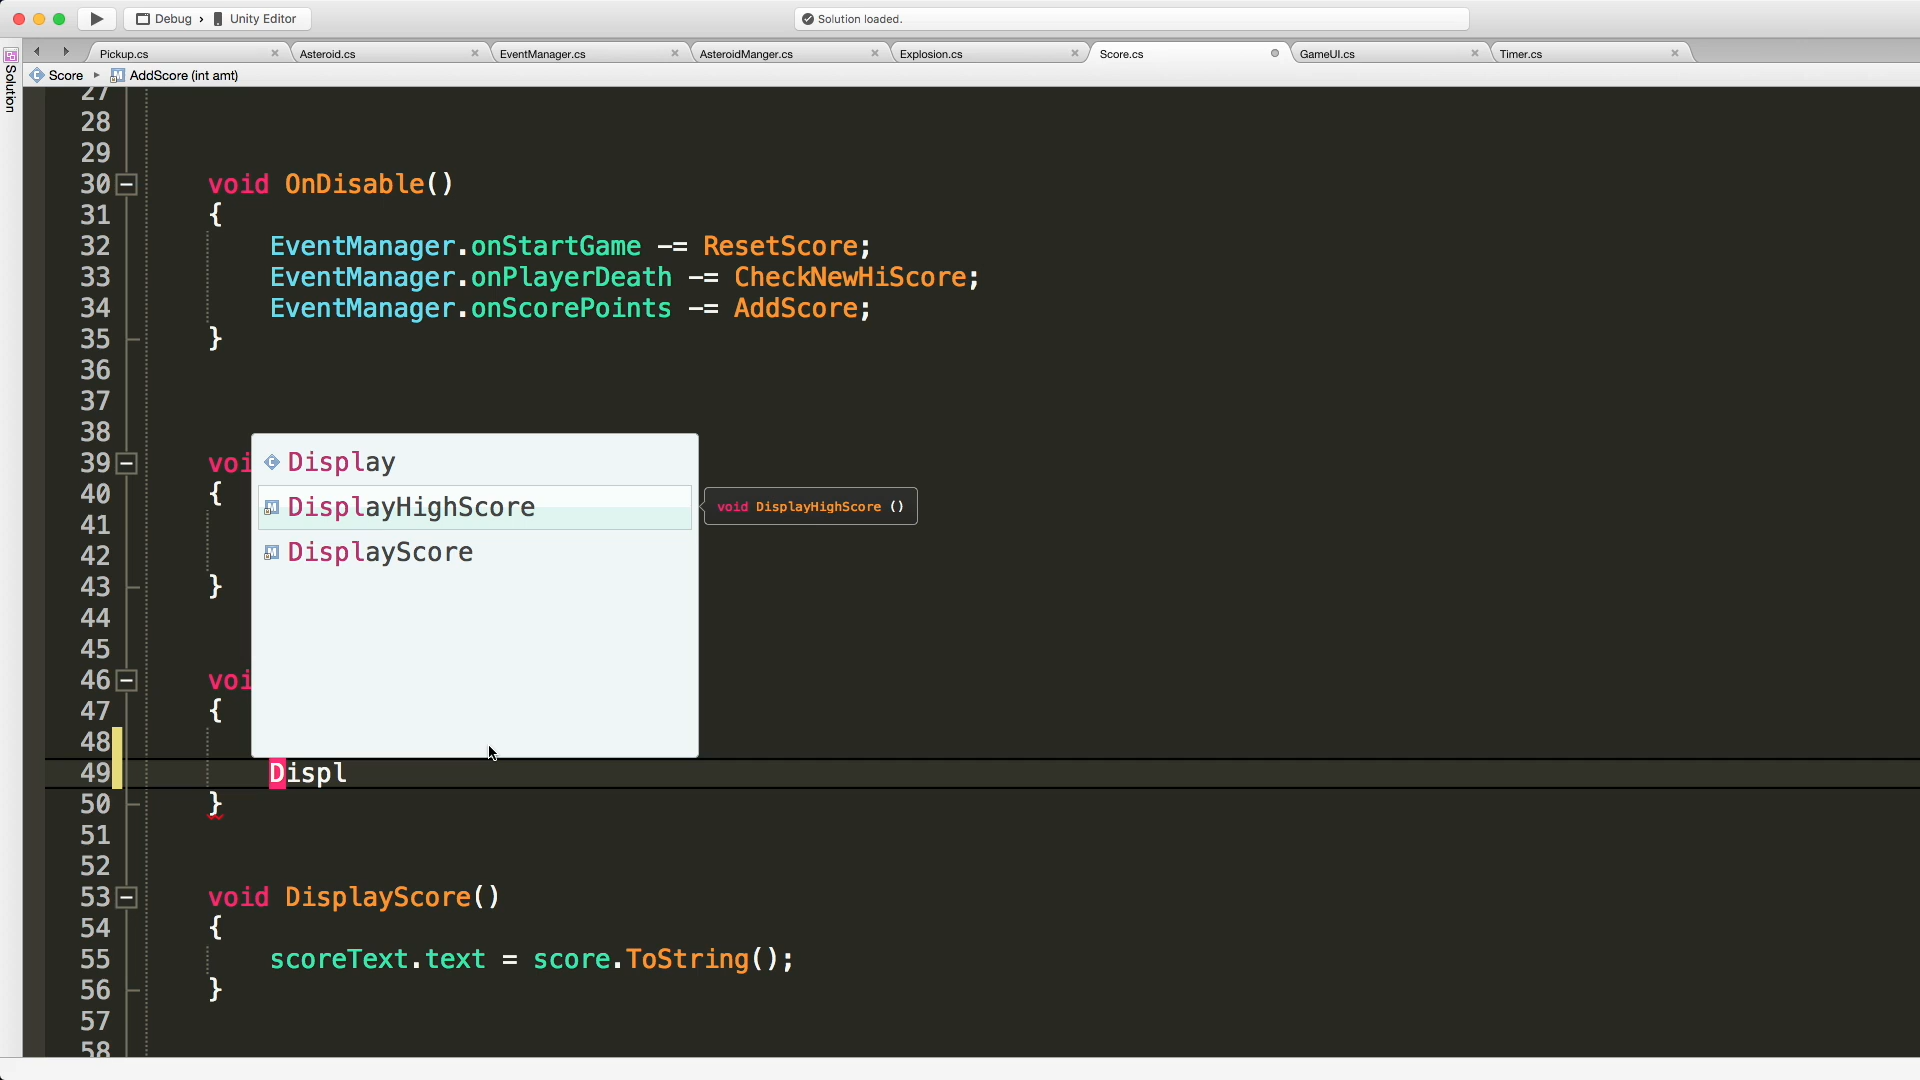 Debug › Unity Editor
Solution loaded.
Pickup.cs
Asteroid.cs
EventManager.cs
AsteroidManger.cs
Explosion.cs
Score.cs
GameUI.cs
Timer.cs
Solution
Score ▸ AddScore (int amt)
27
28
29
30 void OnDisable()
31 {
32 EventManager.onStartGame -= ResetScore;
33 EventManager.onPlayerDeath -= CheckNewHiScore;
34 EventManager.onScorePoints -= AddScore;
35 }
36
37
38
39 voi
40 {
41
42
43 }
44
45
46 voi
47 {
48
49 Displ
50 }
51
52
53 void DisplayScore()
54 {
55 scoreText.text = score.ToString();
56 }
57
58
Display
DisplayHighScore
DisplayScore
void DisplayHighScore ()